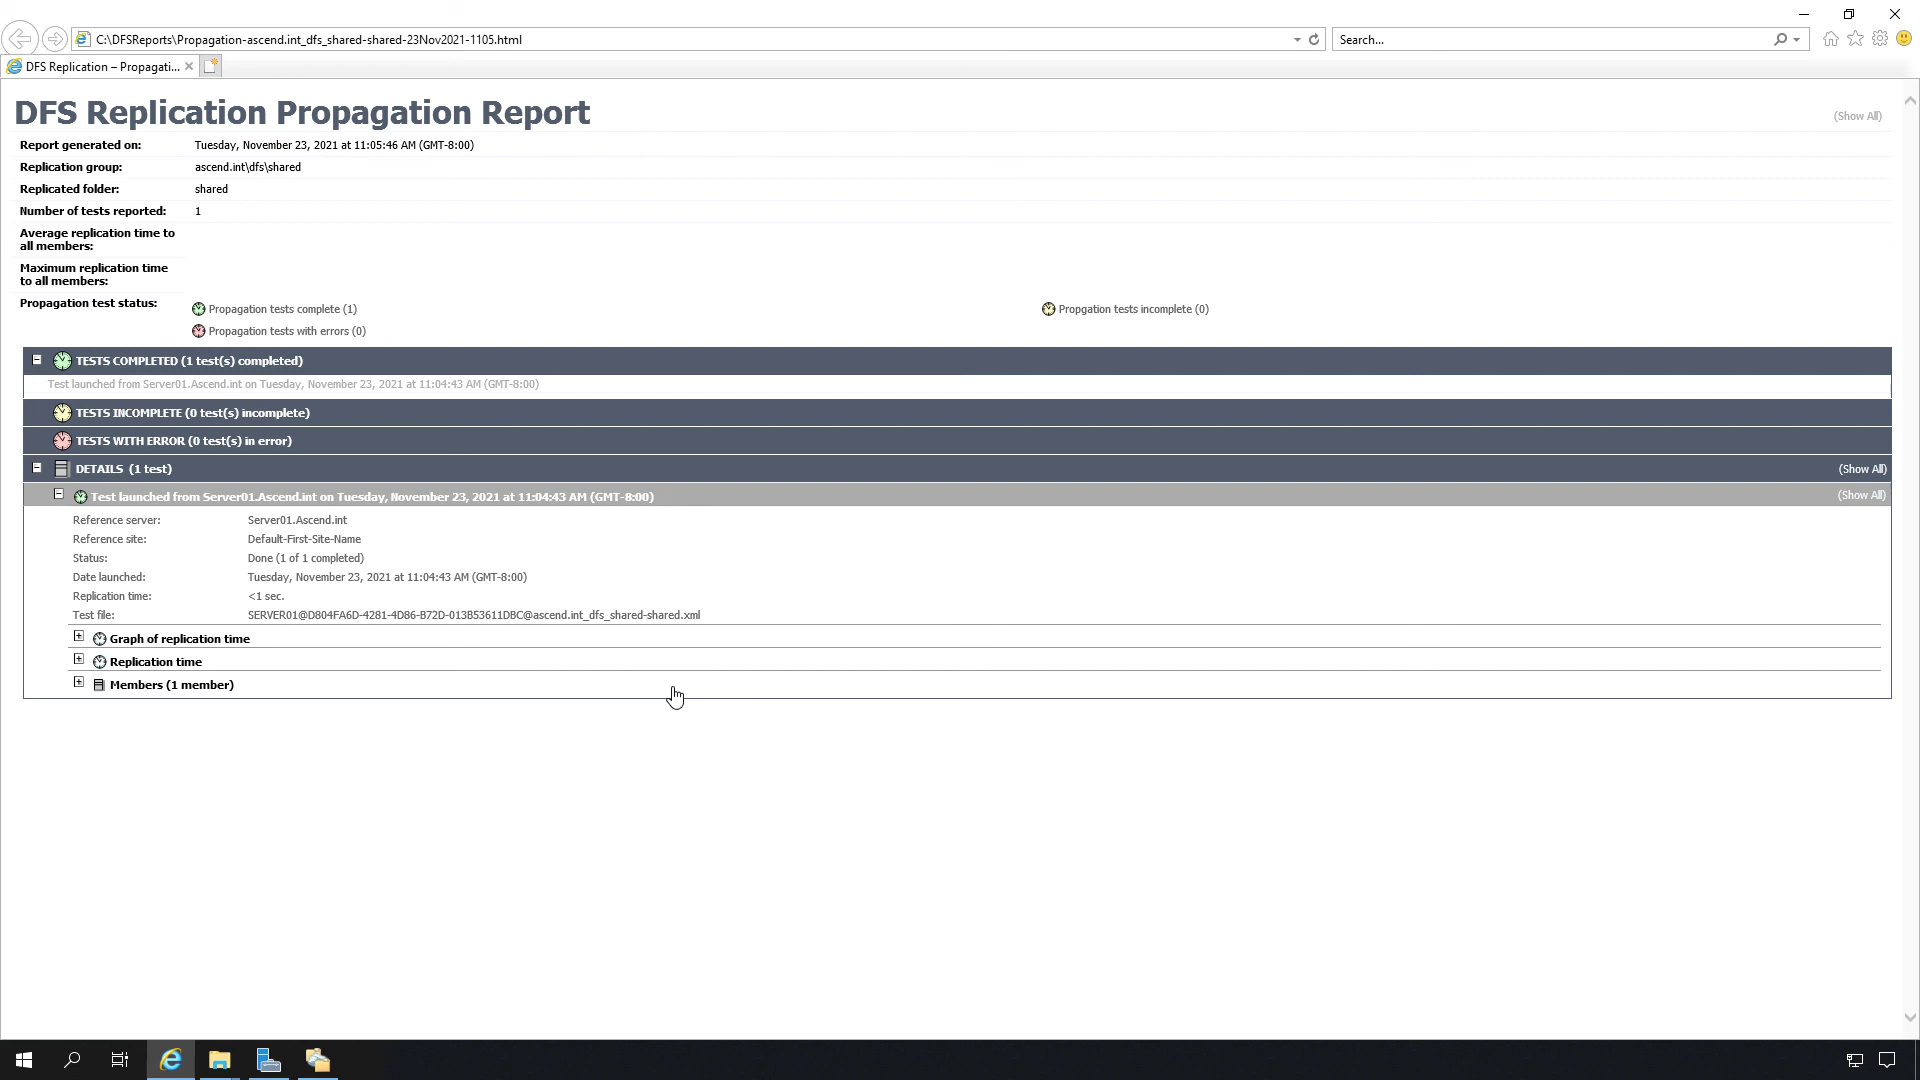 C:\DFSReports\Propagation-ascend.int_dfs_shared-shared-23Nov2021-1105.html
Search...
DFS Replication – Propagati...
DFS Replication Propagation Report
(Show All)
Report generated on: Tuesday, November 23, 2021 at 11:05:46 AM (GMT-8:00)
Replication group: ascend.int\dfs\shared
Replicated folder: shared
Number of tests reported: 1
Average replication time to
all members:
Maximum replication time
to all members:
Propagation test status:
Propagation tests complete (1)
Propgation tests incomplete (0)
Propagation tests with errors (0)
TESTS COMPLETED (1 test(s) completed)
Test launched from Server01.Ascend.int on Tuesday, November 23, 2021 at 11:04:43 AM (GMT-8:00)
TESTS INCOMPLETE (0 test(s) incomplete)
TESTS WITH ERROR (0 test(s) in error)
DETAILS (1 test) (Show All)
Test launched from Server01.Ascend.int on Tuesday, November 23, 2021 at 11:04:43 AM (GMT-8:00) (Show All)
Reference server: Server01.Ascend.int
Reference site: Default-First-Site-Name
Status: Done (1 of 1 completed)
Date launched: Tuesday, November 23, 2021 at 11:04:43 AM (GMT-8:00)
Replication time: <1 sec.
Test file: SERVER01@D804FA6D-4281-4D86-B72D-013B53611DBC@ascend.int_dfs_shared-shared.xml
Graph of replication time
Replication time
Members (1 member)